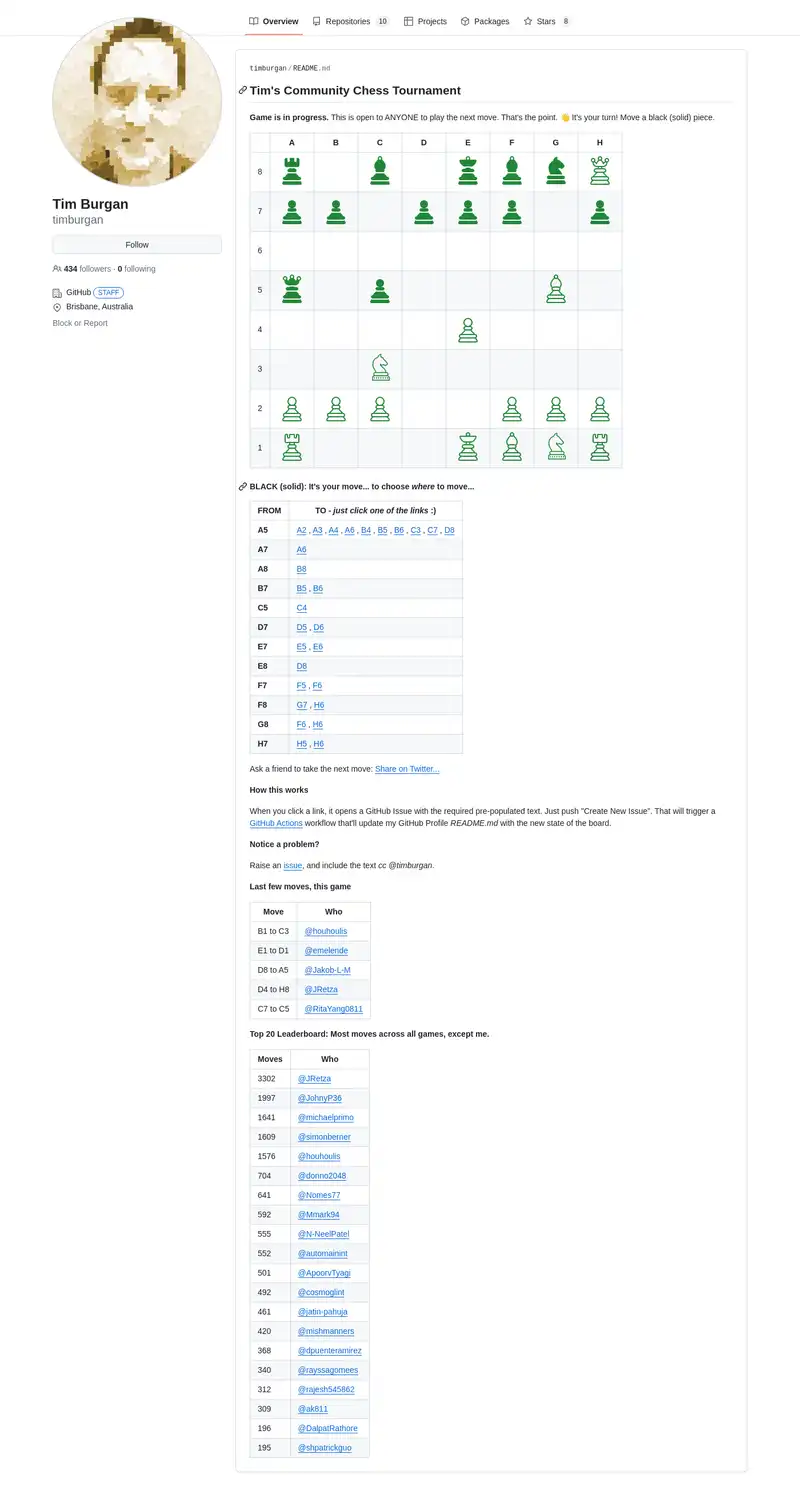 Overview Repositories 10 Projects Packages Stars 8
Tim Burgan
timburgan
Follow
434 followers · 0 following
GitHub STAFF
Brisbane, Australia
Block or Report
timburgan / README.md
Tim's Community Chess Tournament
Game is in progress. This is open to ANYONE to play the next move. That's the point. 👋 It's your turn! Move a black (solid) piece.
A B C D E F G H
8
7
6
5
4
3
2
1
BLACK (solid): It's your move... to choose where to move...
FROM TO - just click one of the links :)
A5 A2 , A3 , A4 , A6 , B4 , B5 , B6 , C3 , C7 , D8
A7 A6
A8 B8
B7 B5 , B6
C5 C4
D7 D5 , D6
E7 E5 , E6
E8 D8
F7 F5 , F6
F8 G7 , H6
G8 F6 , H6
H7 H5 , H6
Ask a friend to take the next move: Share on Twitter...
How this works
When you click a link, it opens a GitHub Issue with the required pre-populated text. Just push "Create New Issue". That will trigger a
GitHub Actions workflow that'll update my GitHub Profile README.md with the new state of the board.
Notice a problem?
Raise an issue, and include the text cc @timburgan.
Last few moves, this game
Move Who
B1 to C3 @houhoulis
E1 to D1 @emelende
D8 to A5 @Jakob-L-M
D4 to H8 @JRetza
C7 to C5 @RitaYang0811
Top 20 Leaderboard: Most moves across all games, except me.
Moves Who
3302 @JRetza
1997 @JohnyP36
1641 @michaelprimo
1609 @simonberner
1576 @houhoulis
704 @donno2048
641 @Nomes77
592 @Mmark94
555 @N-NeelPatel
552 @automainint
501 @ApoorvTyagi
492 @cosmoglint
461 @jatin-pahuja
420 @mishmanners
368 @dpuenteramirez
340 @rayssagomees
312 @rajesh545862
309 @ak811
196 @DalpatRathore
195 @shpatrickguo